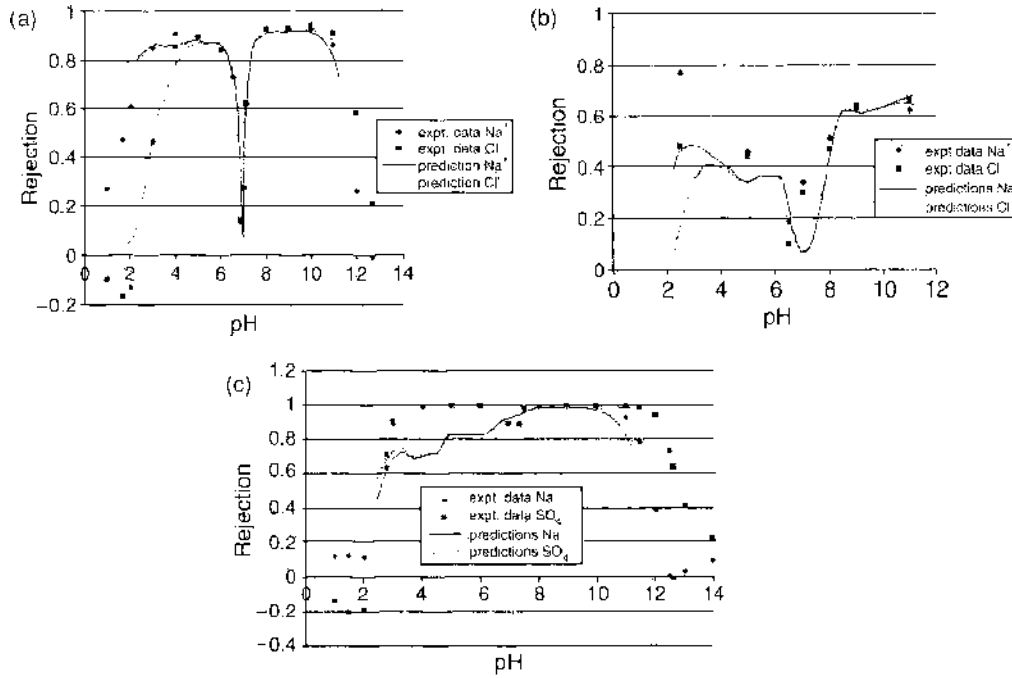 (a)
1
0.8
0.6
0.4
0.2
0
−0.2
0 2 4 6 8 10 12 14
Rejection
pH
expt. data Na+
expt. data Cl
prediction Na+
prediction Cl-
(b)
1
0.8
0.6
0.4
0.2
0
0 2 4 6 8 10 12
Rejection
pH
expt data Na+
expt data Cl
predictions Na
predictions Cl
(c)
1.2
1
0.8
0.6
0.4
0.2
0
−0.2
−0.4
0 2 4 6 8 10 12 14
Rejection
pH
expt. data Na
expt. data SO4
predictions Na
predictions SO4